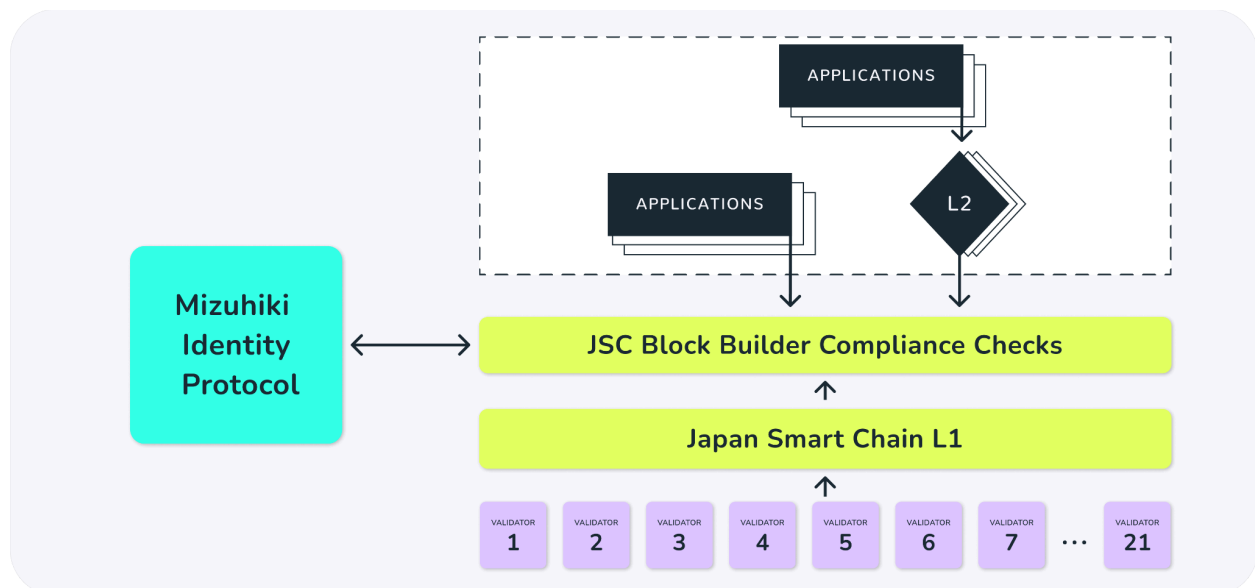 APPLICATIONS
APPLICATIONS
L2
Mizuhiki
Identity
Protocol
JSC Block Builder Compliance Checks
Japan Smart Chain L1
VALIDATOR
1
VALIDATOR
2
VALIDATOR
3
VALIDATOR
4
VALIDATOR
5
VALIDATOR
6
VALIDATOR
7
...
VALIDATOR
21